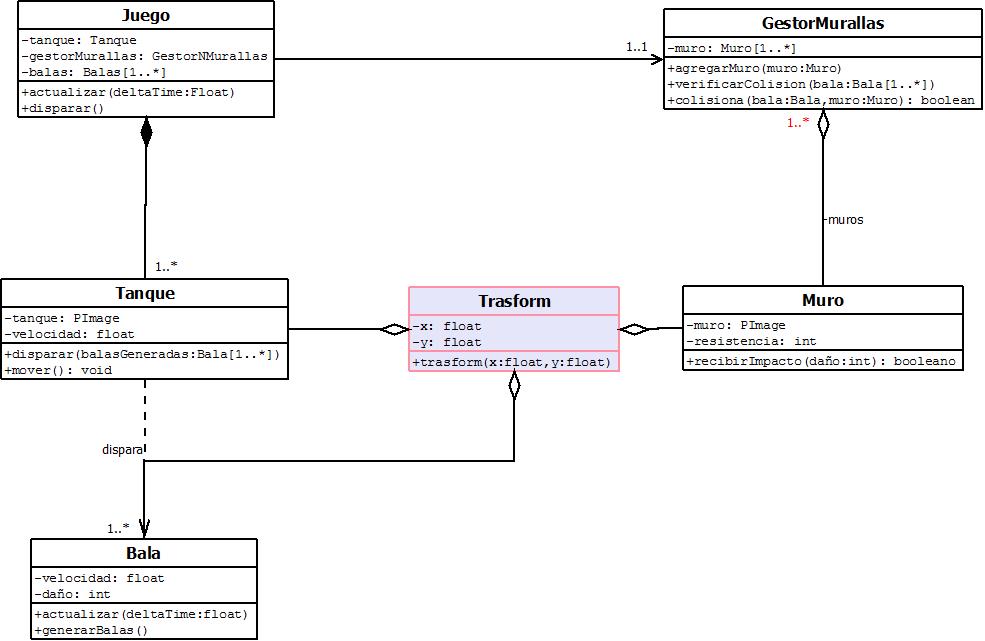 Juego
-tanque: Tanque
-gestorMurallas: GestorNMurallas
-balas: Balas[1..*]
+actualizar(deltaTime:Float)
+disparar()
1..1
GestorMurallas
-muro: Muro[1..*]
+agregarMuro(muro:Muro)
+verificarColision(bala:Bala[1..*])
+colisiona(bala:Bala,muro:Muro): boolean
1..*
-muros
1..*
Tanque
-tanque: PImage
-velocidad: float
+disparar(balasGeneradas:Bala[1..*])
+mover(): void
Trasform
-x: float
-y: float
+trasform(x:float,y:float)
Muro
-muro: PImage
-resistencia: int
+recibirImpacto(daño:int): booleano
dispara
1..*
Bala
-velocidad: float
-daño: int
+actualizar(deltaTime:float)
+generarBalas()